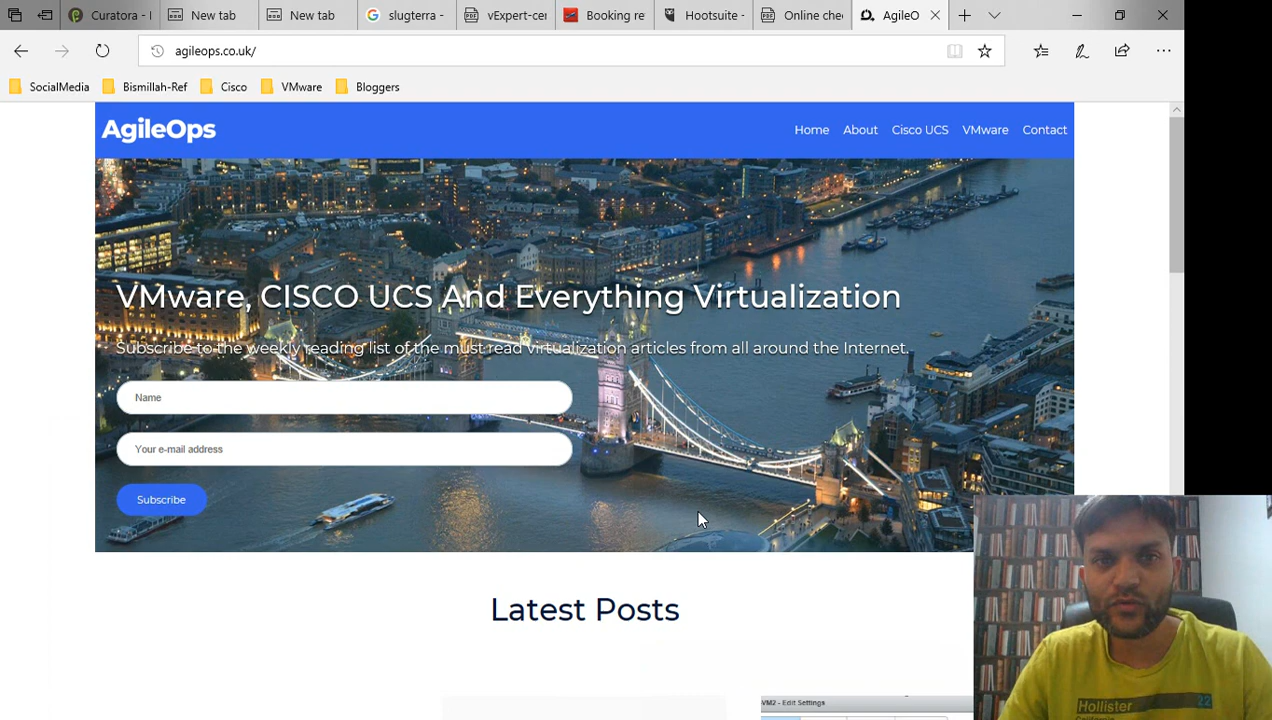 Curatora - I
New tab
New tab
slugterra -
vExpert-cer
Booking re
Hootsuite -
Online chec
AgileO
agileops.co.uk/
SocialMedia
Bismillah-Ref
Cisco
VMware
Bloggers
AgileOps
Home About Cisco UCS VMware Contact
VMware, CISCO UCS And Everything Virtualization
Subscribe to the weekly reading list of the must read virtualization articles from all around the Internet.
Name
Your e-mail address
Subscribe
Latest Posts
VM2 - Edit Settings
Hollister
California
22